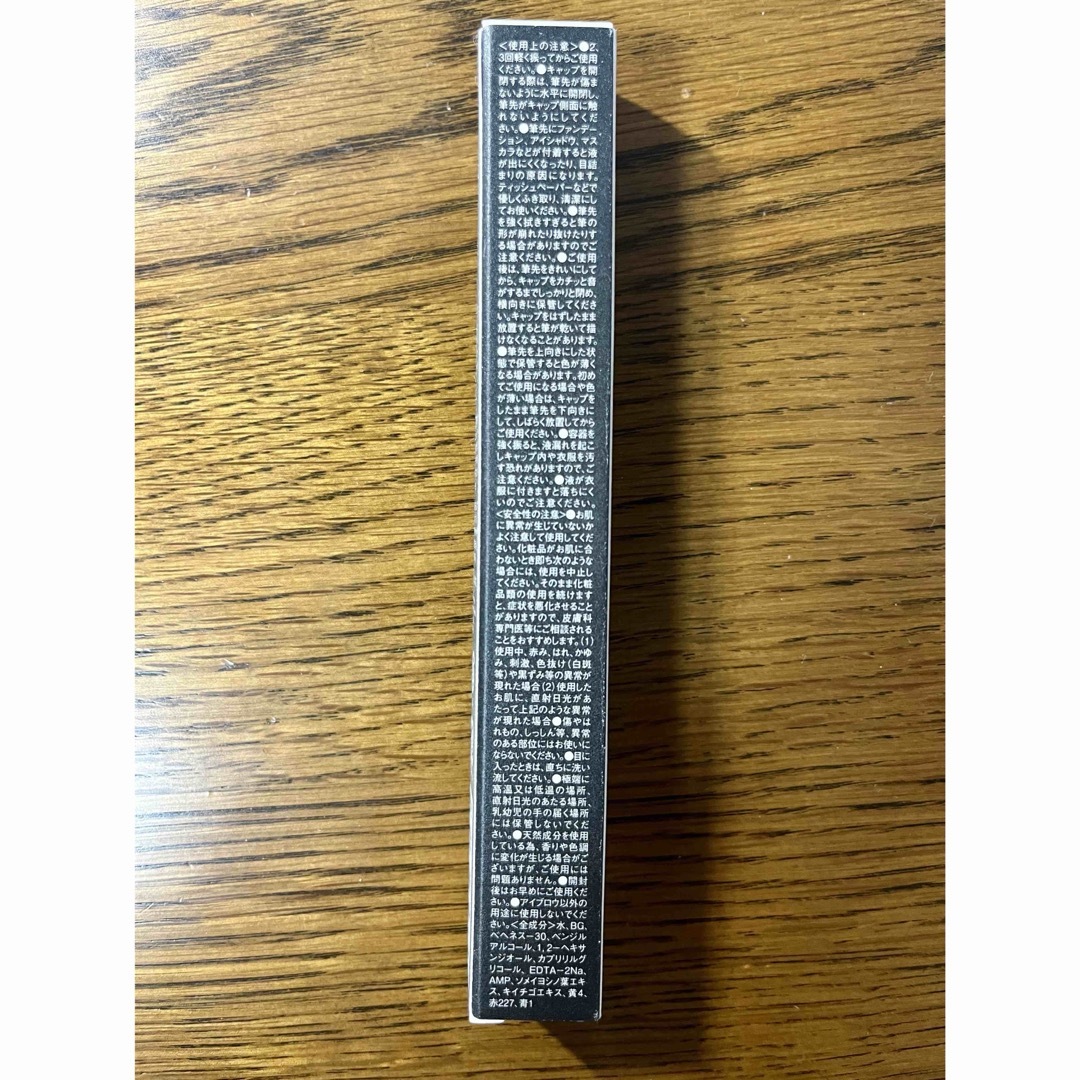 <使用上の注意>●2、
3回軽く振ってからご使用
ください。●キャップを開
閉する際は、筆先が傷ま
ないように水平に開閉し、
筆先がキャップ側面に触
れないようにしてくだ
さい。●筆先にファンデー
ション、アイシャドウ、マス
カラなどが付着すると液
が出にくくなったり、目詰
まりの原因になります。
ティッシュペーパーなどで
優しくふき取り、清潔にし
てお使いください。●筆先
を強く拭きすぎると筆の
形が崩れたり抜けたりす
る場合がありますのでご
注意ください。●ご使用
後は、筆先をきれいにして
から、キャップをカチッと音
がするまでしっかりと閉め、
横向きに保管してくださ
い。キャップをはずしたまま
放置すると筆が乾いて描
けなくなることがあります。
●筆先を上向きにした状
態で保管すると色が薄く
なる場合があります。初め
てご使用になる場合や色
が薄い場合は、キャップを
したまま筆先を下向きに
して、しばらく放置してから
ご使用ください。●容器を
強く振ると、液漏れを起こ
しキャップ内や衣服を汚
す恐れがありますので、ご
注意ください。●液が衣
服に付きますと落ちにく
いのでご注意ください。
<安全性の注意>●お肌
に異常が生じていないか
よく注意して使用してくだ
さい。化粧品がお肌に合
わないとき即ち次のような
場合には、使用を中止し
てください。そのまま化粧
品類の使用を続けます
と、症状を悪化させること
がありますので、皮膚科
専門医等にご相談される
ことをおすすめします。(1)
使用中、赤み、はれ、かゆ
み、刺激、色抜け(白斑
等)や黒ずみ等の異常が
現れた場合(2)使用した
お肌に、直射日光があ
たって上記のような異常
が現れた場合●傷やは
れもの、しっしん等、異常
のある部位にはお使いに
ならないでください。●目に
入ったときは、直ちに洗い
流してください。●極端に
高温又は低温の場所、
直射日光のあたる場所、
乳幼児の手の届く場所
には保管しないでくだ
さい。●天然成分を使用
している為、香りや色調
に変化が生じる場合がご
ざいますが、ご使用には
問題ありません。●開封
後はお早めにご使用くだ
さい。●アイブロウ以外の
用途に使用しないでくだ
さい。<全成分>水、BG、
ベヘネス-30、ベンジル
アルコール、1,2-ヘキサ
ンジオール、カプリリルグ
リコール、EDTA-2Na、
AMP、ソメイヨシノ葉エキ
ス、キイチゴエキス、黄4、
赤227、青1